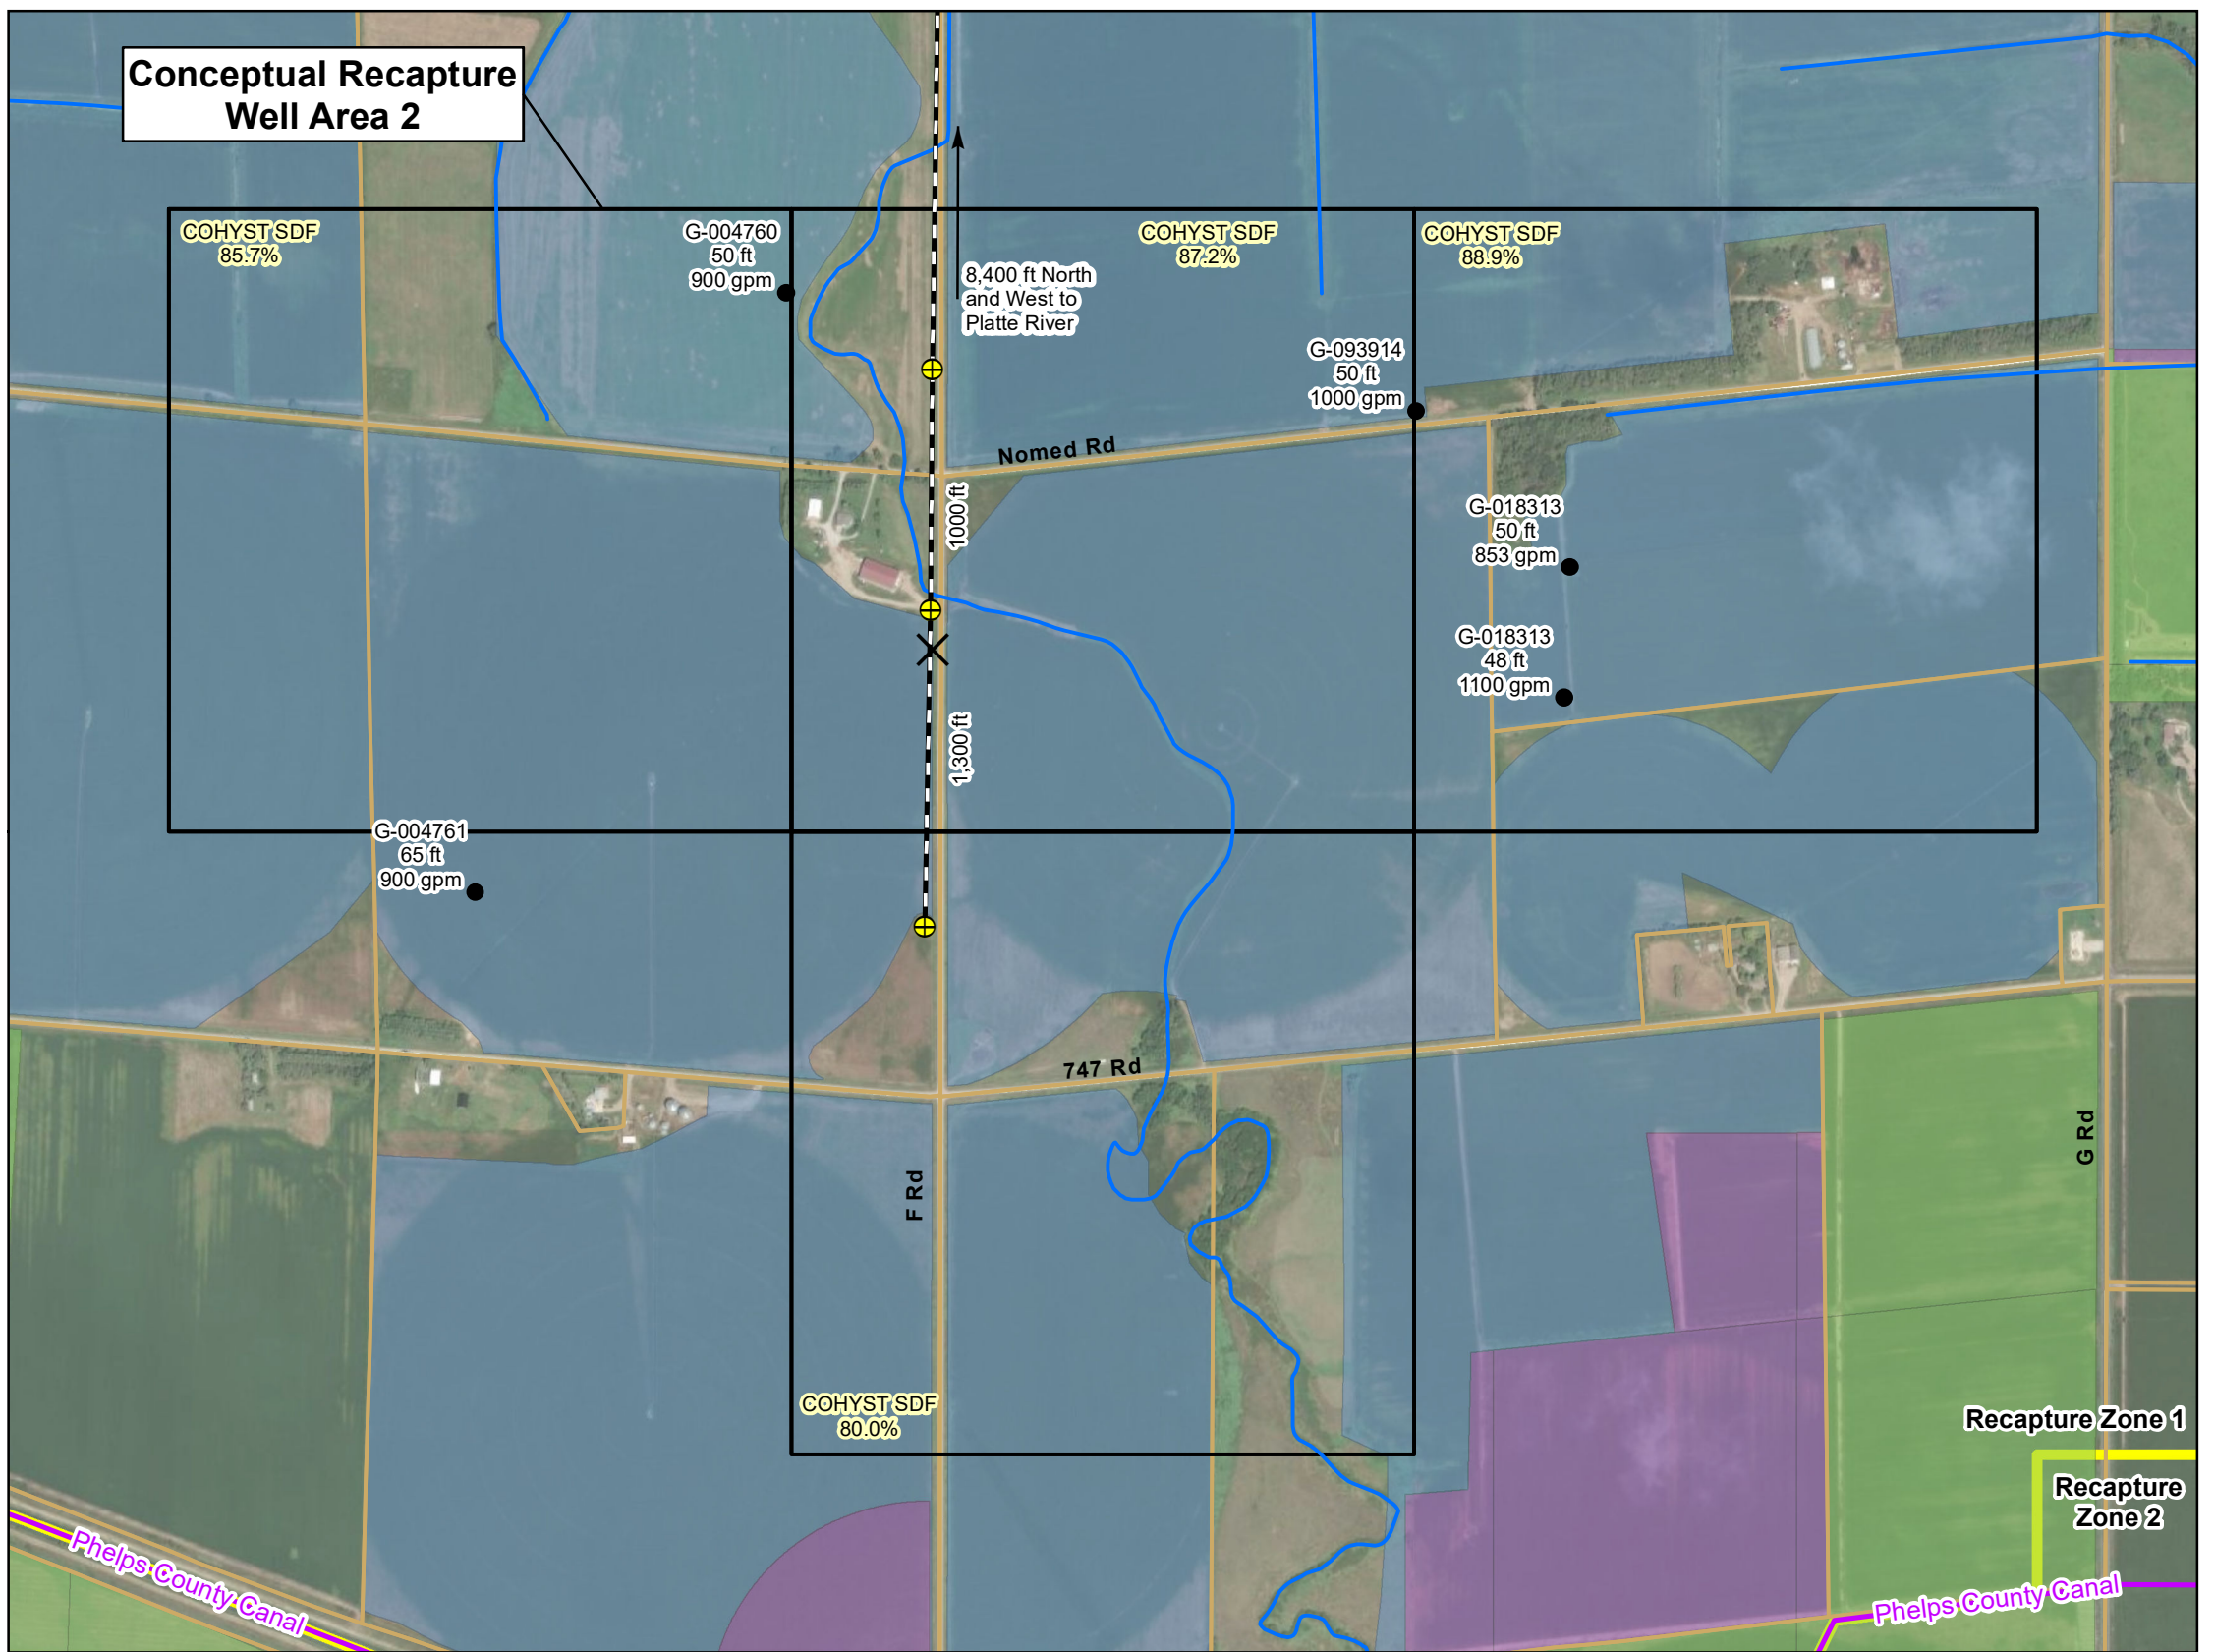 Conceptual Recapture
Well Area 2
COHYST SDF
85.7%
G-004760
50 ft
900 gpm
COHYST SDF
87.2%
COHYST SDF
88.9%
8,400 ft North
and West to
Platte River
G-093914
50 ft
1000 gpm
Nomed Rd
1000 ft
G-018313
50 ft
853 gpm
G-018313
48 ft
1100 gpm
1,300 ft
G-004761
65 ft
900 gpm
747 Rd
F Rd
G Rd
COHYST SDF
80.0%
Recapture Zone 1
Recapture
Zone 2
Phelps County Canal
Phelps County Canal